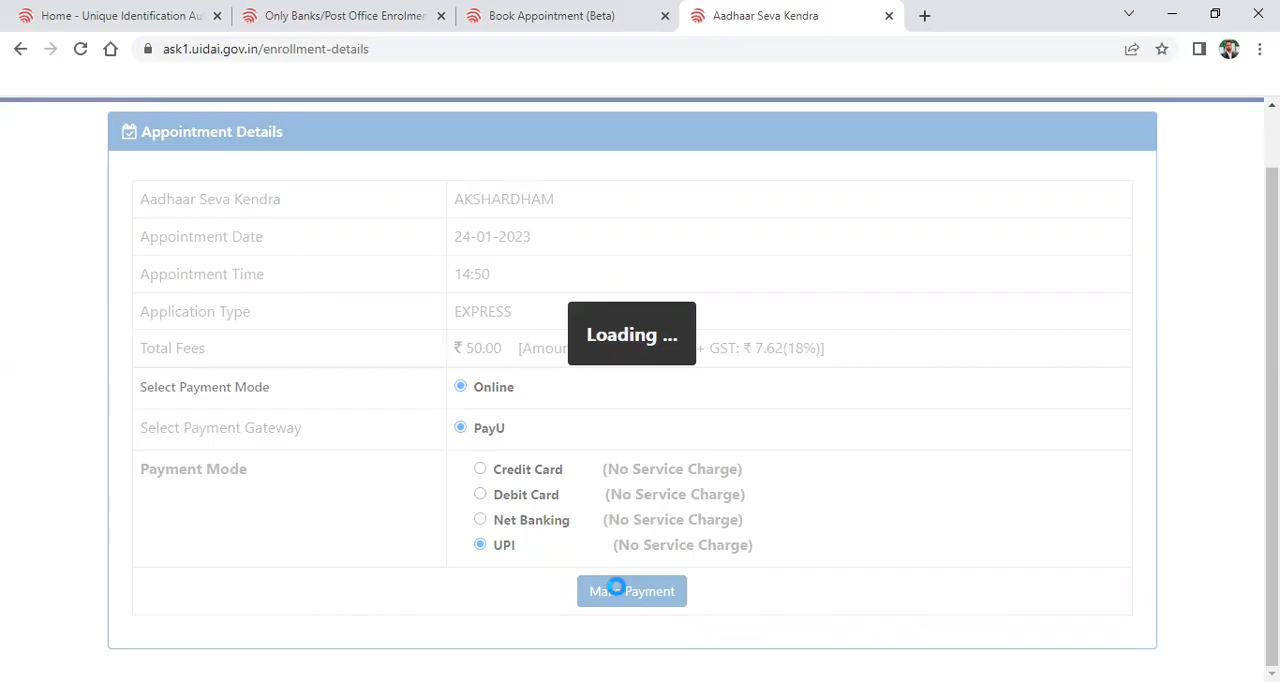 Home - Unique Identification Au
Only Banks/Post Office Enrolmer
Book Appointment (Beta)
Aadhaar Seva Kendra
ask1.uidai.gov.in/enrollment-details
Appointment Details
Aadhaar Seva Kendra AKSHARDHAM
Appointment Date 24-01-2023
Appointment Time 14:50
Application Type EXPRESS
Total Fees ₹ 50.00 [Amoun + GST: ₹ 7.62(18%)]
Loading ...
Select Payment Mode Online
Select Payment Gateway PayU
Payment Mode Credit Card (No Service Charge)
Debit Card (No Service Charge)
Net Banking (No Service Charge)
UPI (No Service Charge)
Make Payment